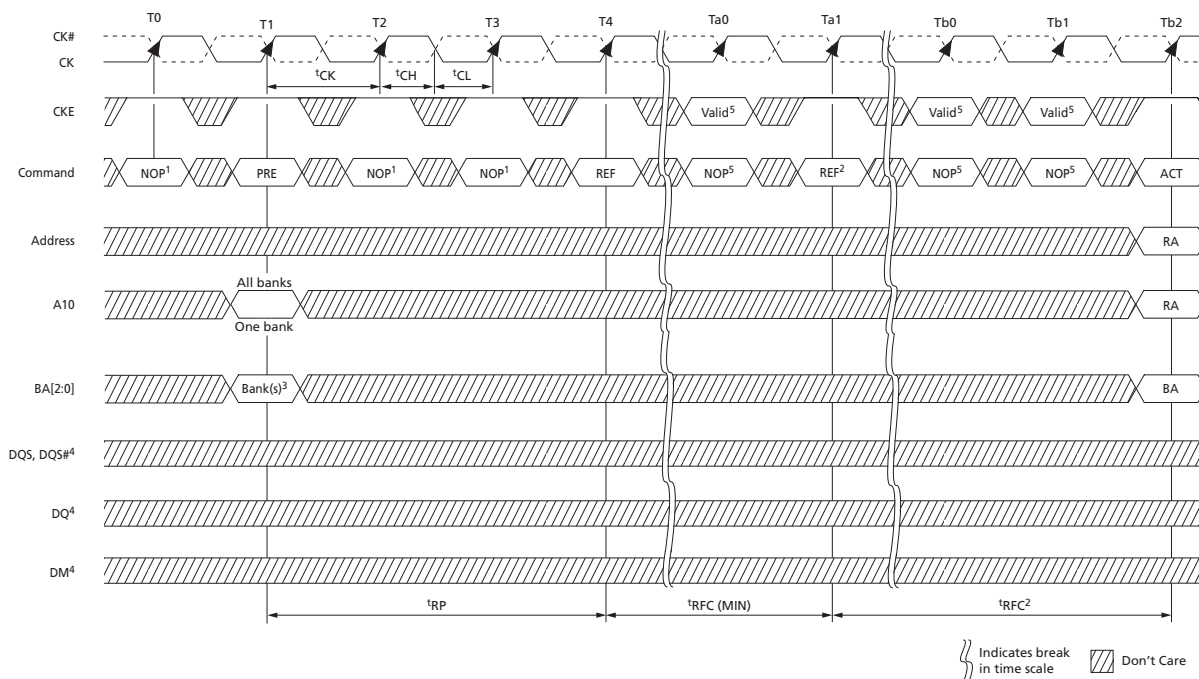 T0 T1 T2 T3 T4 Ta0 Ta1 Tb0 Tb1 Tb2
CK#
CK
tCK tCH tCL
CKE Valid5 Valid5 Valid5
Command NOP1 PRE NOP1 NOP1 REF NOP5 REF2 NOP5 NOP5 ACT
Address RA
All banks
A10 RA
One bank
BA[2:0] Bank(s)3 BA
DQS, DQS#4
DQ4
DM4
tRP tRFC (MIN) tRFC2
Indicates break
in time scale
Don't Care